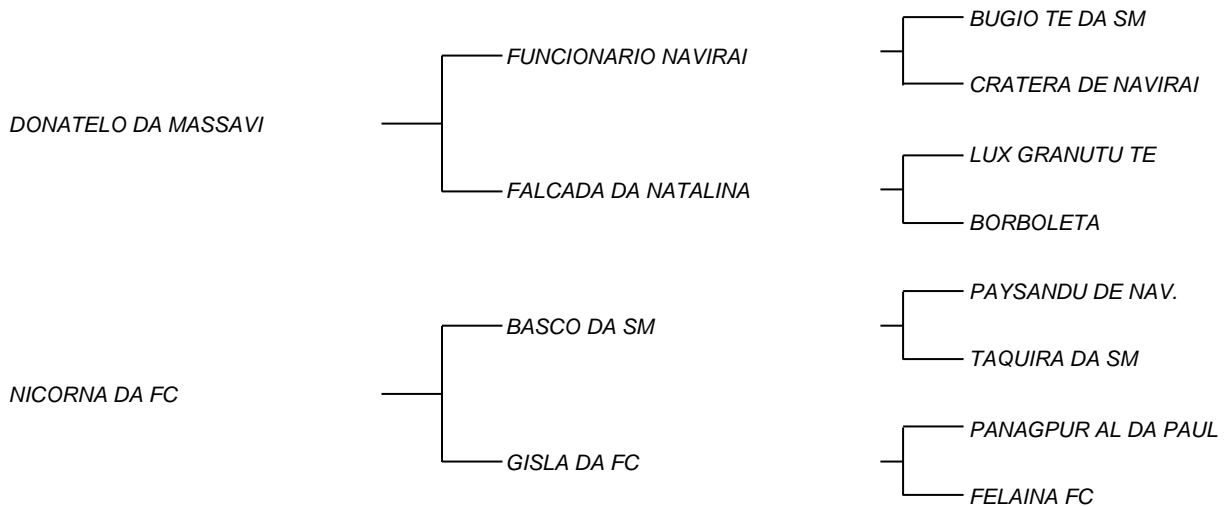 BUGIO TE DA SM
FUNCIONARIO NAVIRAI
CRATERA DE NAVIRAI
DONATELO DA MASSAVI
LUX GRANUTU TE
FALCADA DA NATALINA
BORBOLETA
PAYSANDU DE NAV.
BASCO DA SM
TAQUIRA DA SM
NICORNA DA FC
PANAGPUR AL DA PAUL
GISLA DA FC
FELAINA FC